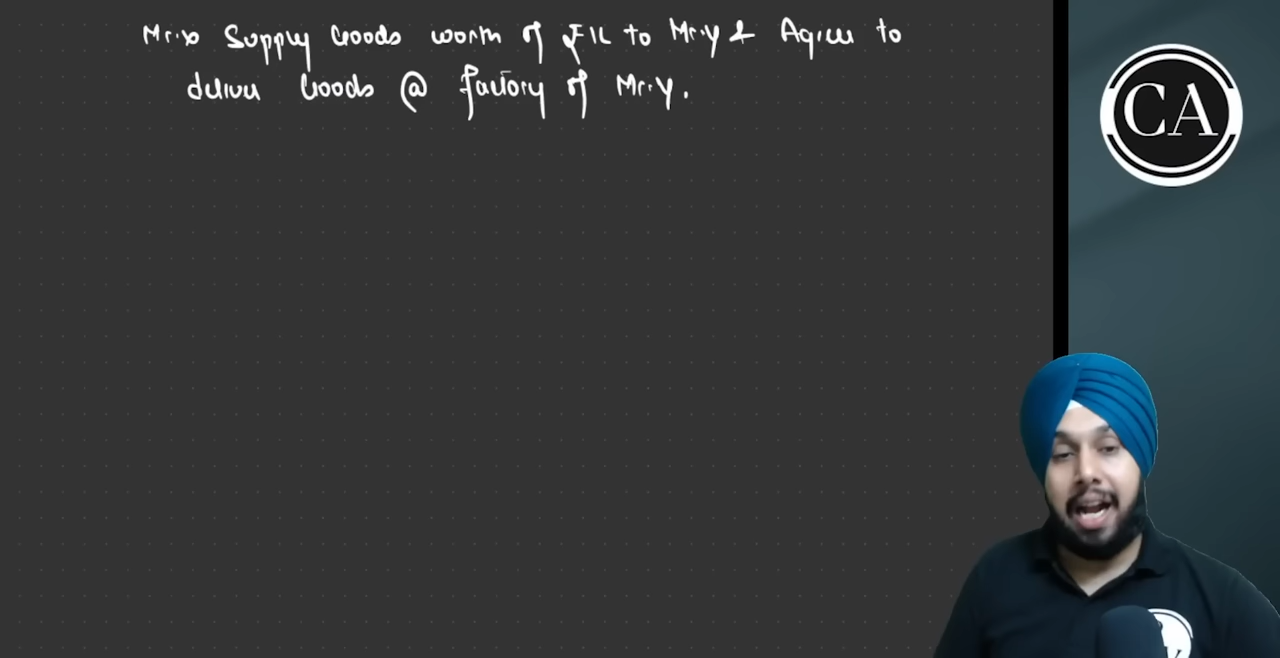 Mr.X Supply Goods worth of ₹1L to Mr.Y & Agree to
deliver Goods @ factory of Mr.Y.
CA